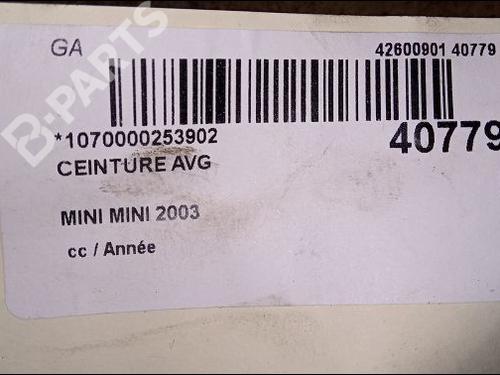 GA
42600901 40779
*1070000253902
40779
CEINTURE AVG
MINI MINI 2003
cc / Année
B-PARTS